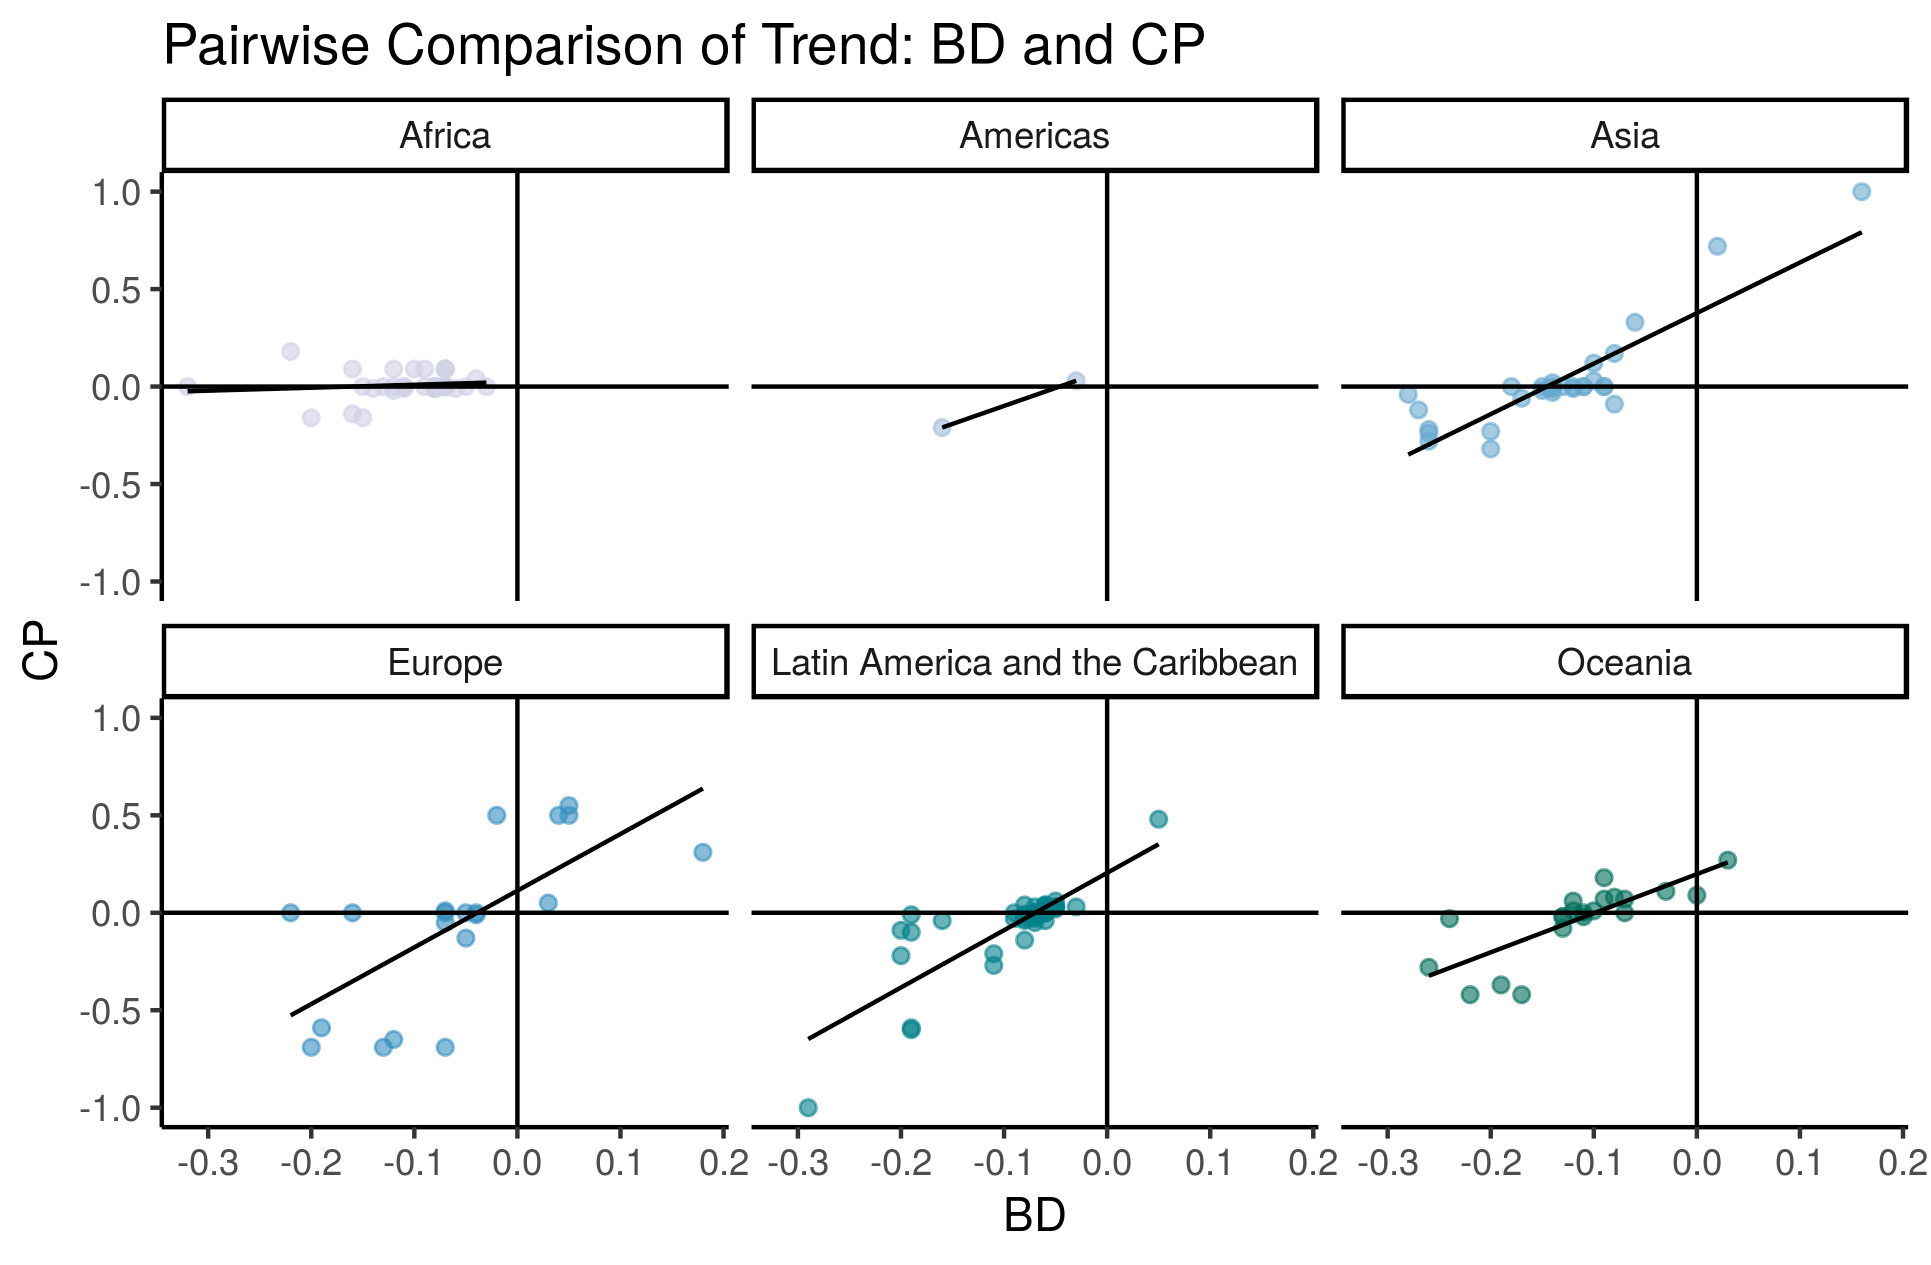 Pairwise Comparison of Trend: BD and CP
Africa
Americas
Asia
1.0
0.5
0.0
-0.5
-1.0
CP
Europe
Latin America and the Caribbean
Oceania
1.0
0.5
0.0
-0.5
-1.0
-0.3 -0.2 -0.1 0.0 0.1 0.2 -0.3 -0.2 -0.1 0.0 0.1 0.2 -0.3 -0.2 -0.1 0.0 0.1 0.2
BD